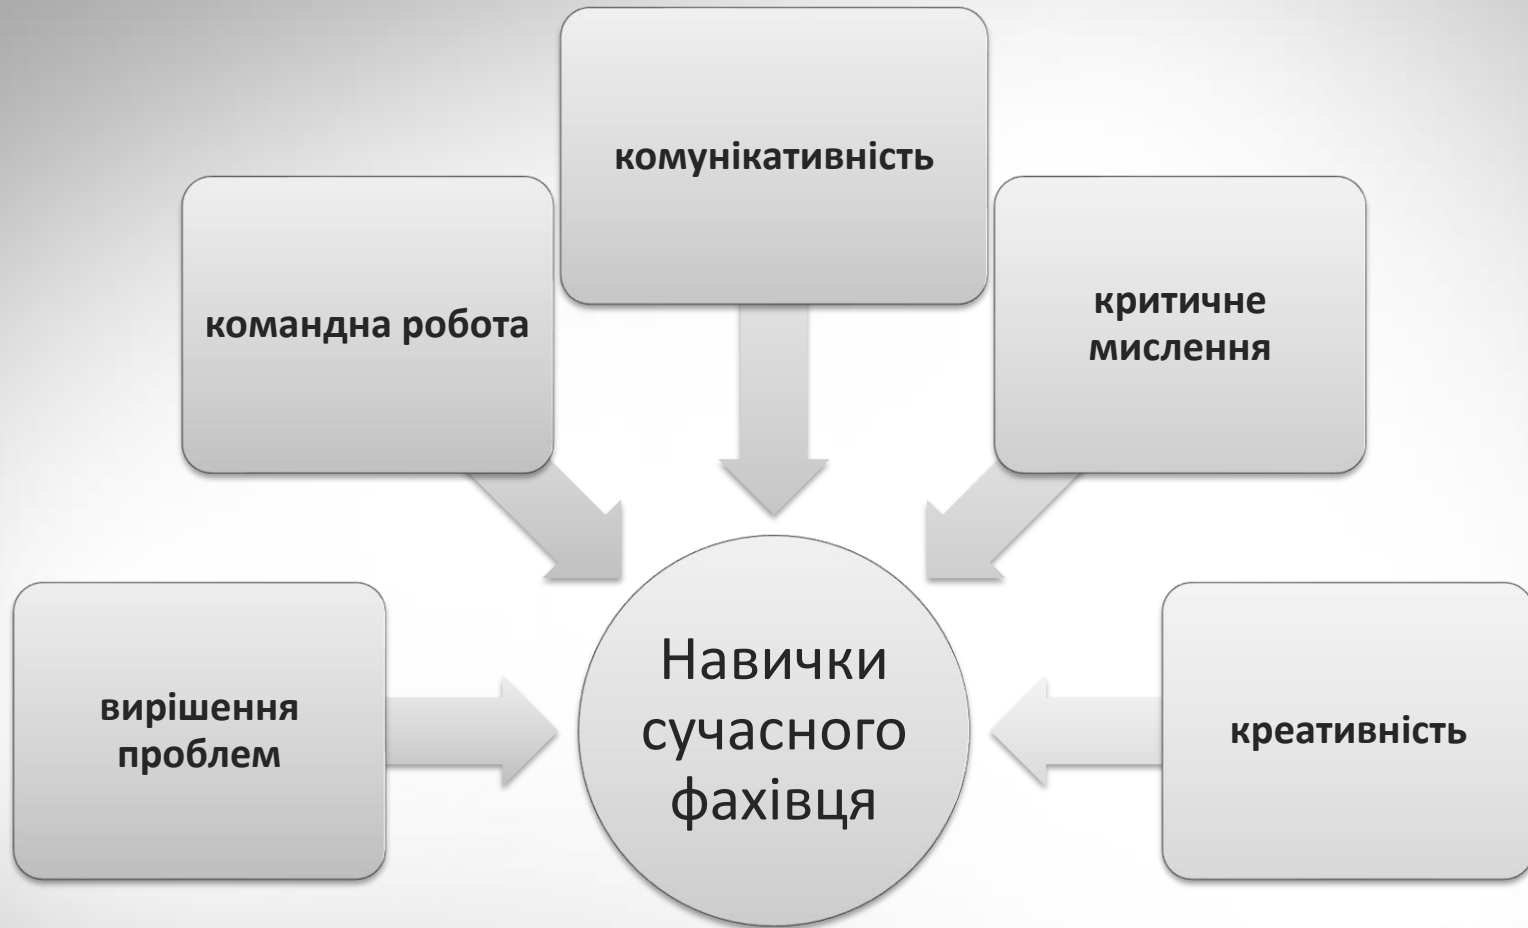 комунікативність
командна робота
критичне
мислення
вирішення
проблем
Навички
сучасного
фахівця
креативність